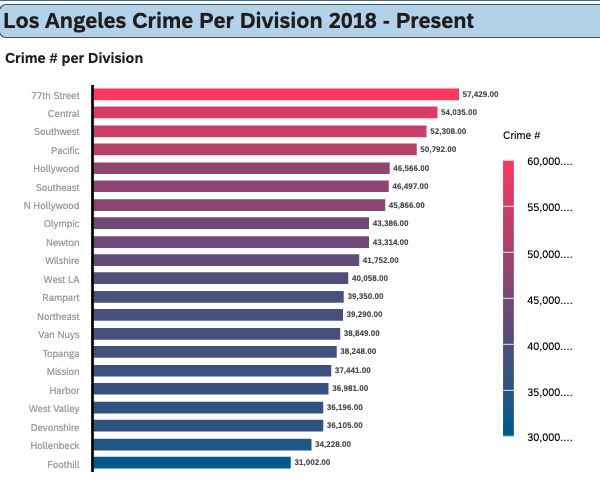 Los Angeles Crime Per Division 2018 - Present
Crime # per Division
77th Street 57,429.00
Central 54,035.00
Southwest 52,308.00
Pacific 50,792.00
Hollywood 46,566.00
Southeast 46,497.00
N Hollywood 45,866.00
Olympic 43,386.00
Newton 43,314.00
Wilshire 41,752.00
West LA 40,058.00
Rampart 39,350.00
Northeast 39,290.00
Van Nuys 38,849.00
Topanga 38,248.00
Mission 37,441.00
Harbor 36,981.00
West Valley 36,196.00
Devonshire 36,105.00
Hollenbeck 34,228.00
Foothill 31,002.00
Crime #
60,000....
55,000....
50,000....
45,000....
40,000....
35,000....
30,000....